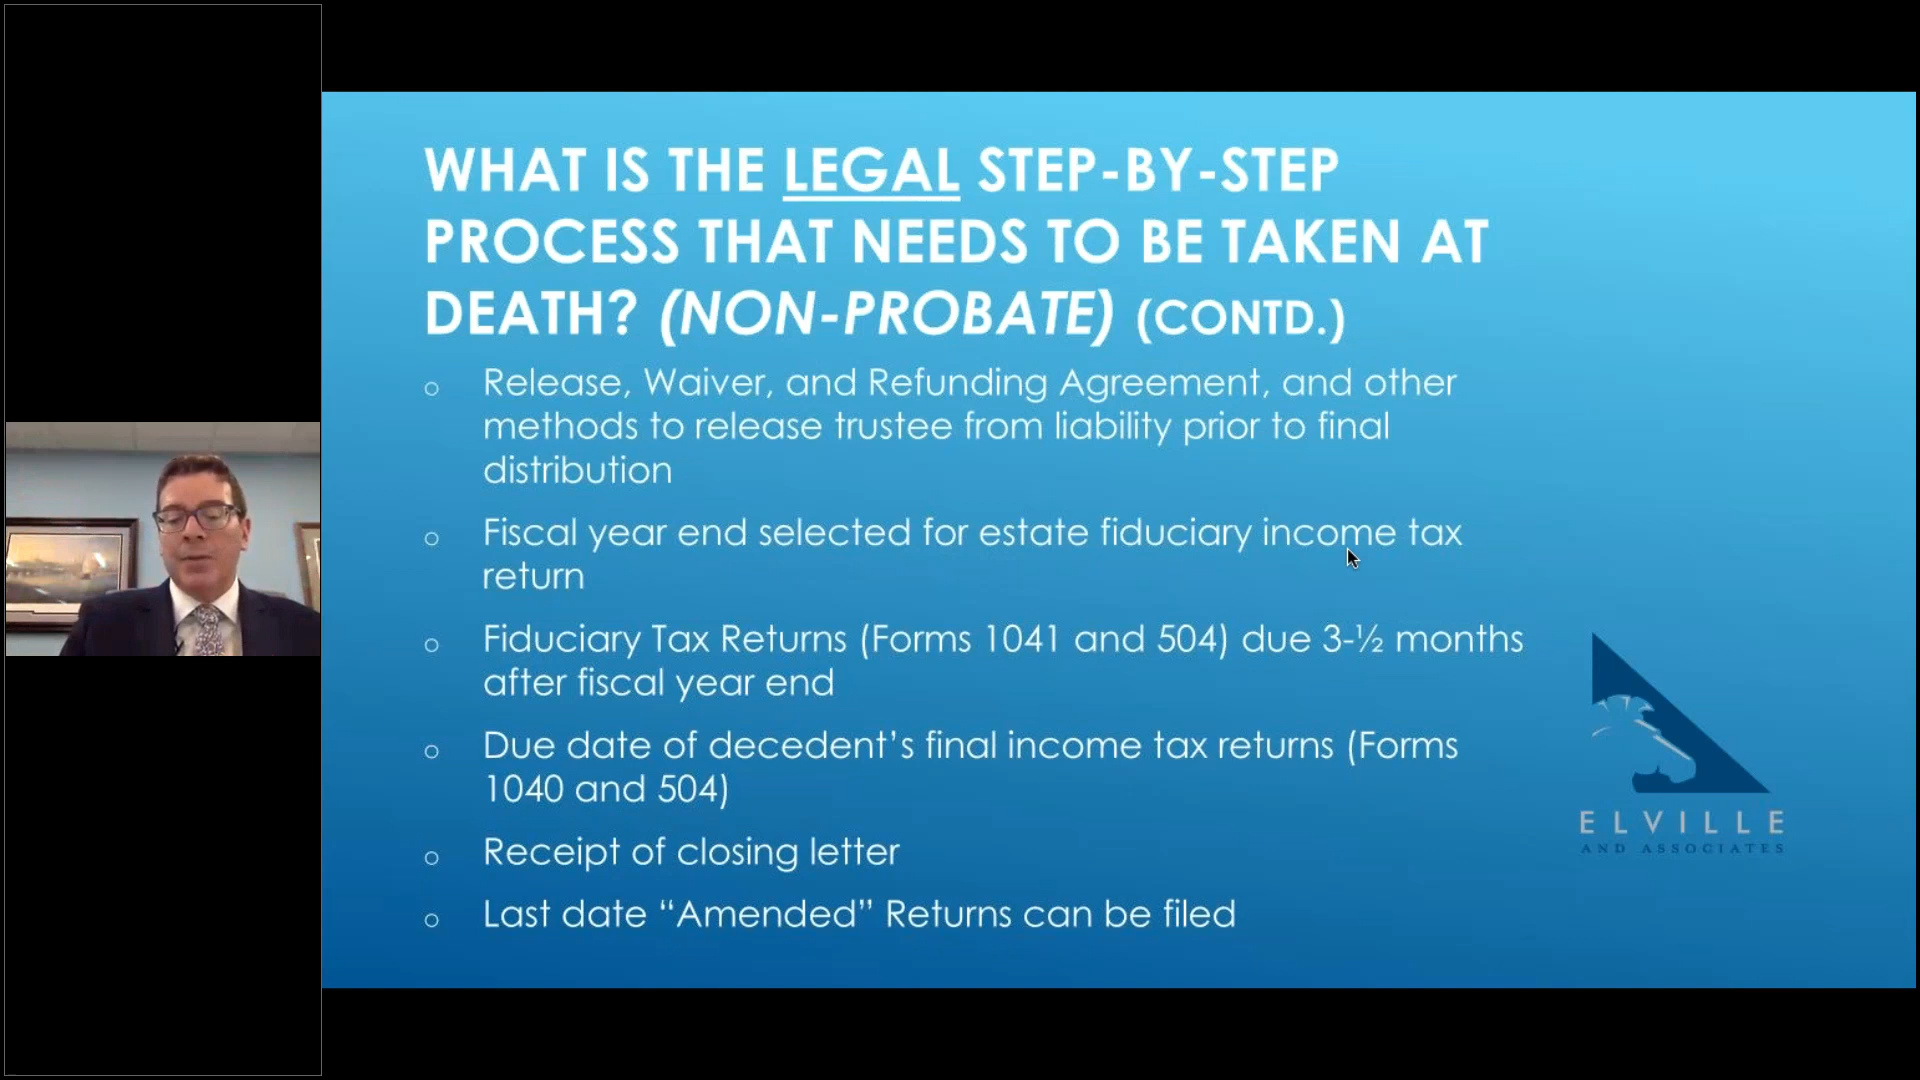 WHAT IS THE LEGAL STEP-BY-STEP
PROCESS THAT NEEDS TO BE TAKEN AT
DEATH? (NON-PROBATE) (CONTD.)
o Release, Waiver, and Refunding Agreement, and other
methods to release trustee from liability prior to final
distribution
o Fiscal year end selected for estate fiduciary income tax
return
o Fiduciary Tax Returns (Forms 1041 and 504) due 3-½ months
after fiscal year end
o Due date of decedent’s final income tax returns (Forms
1040 and 504)
o Receipt of closing letter
o Last date “Amended” Returns can be filed
ELVILLE
AND ASSOCIATES